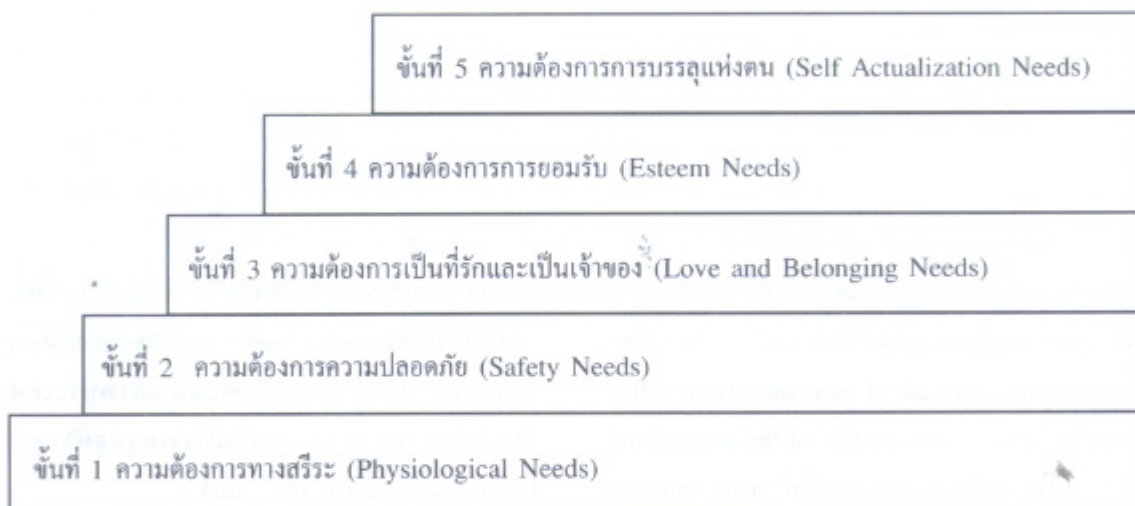 ขั้นที่ 5 ความต้องการการบรรลุแห่งตน (Self Actualization Needs)
ขั้นที่ 4 ความต้องการการยอมรับ (Esteem Needs)
ขั้นที่ 3 ความต้องการเป็นที่รักและเป็นเจ้าของ (Love and Belonging Needs)
ขั้นที่ 2 ความต้องการความปลอดภัย (Safety Needs)
ขั้นที่ 1 ความต้องการทางสรีระ (Physiological Needs)